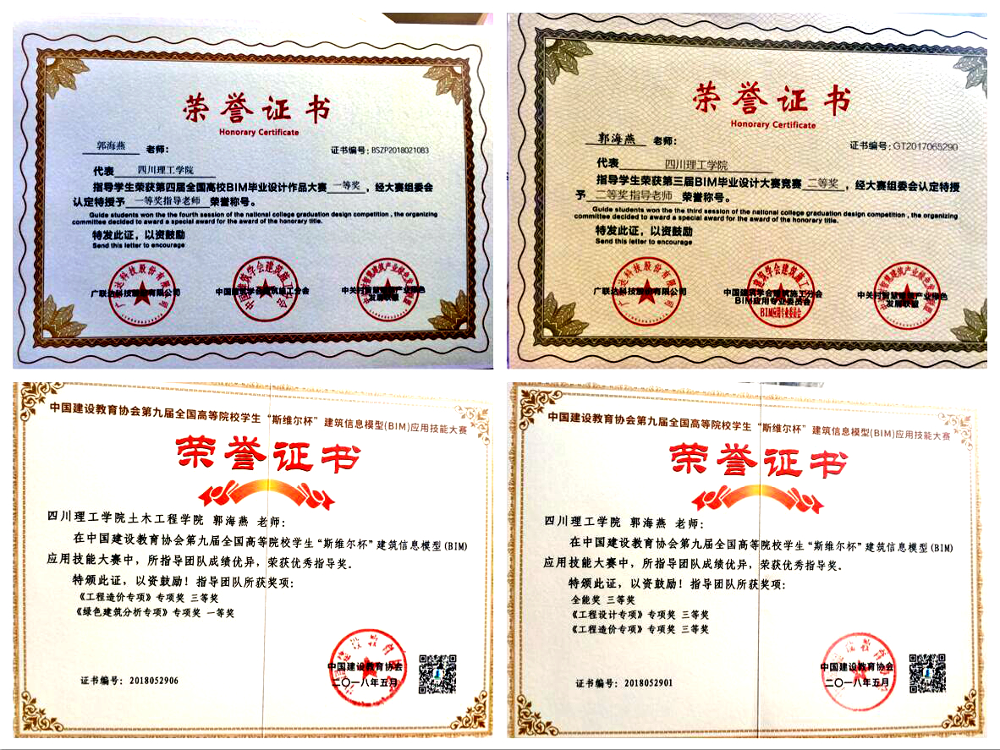 荣誉证书
Honorary Certificate
郭海燕 老师：
证书编号：BSZP2018021083
代表 四川理工学院
指导学生荣获第四届全国高校BIM毕业设计作品大赛 一等奖 ，经大赛组委会
认定特授予 一等奖指导老师 荣誉称号。
Guide students won the the fourth session of the national college graduation design competition , the organizing
committee decided to award a special award for the award of the honorary title.
特发此证，以资鼓励
Send this letter to encourage
广联达科技股份有限公司
中国建筑学会建筑施工分会
中关村智慧建筑产业绿色
发展联盟
荣誉证书
Honorary Certificate
郭海燕 老师：
证书编号：GT2017065290
代表 四川理工学院
指导学生荣获第三届BIM毕业设计大赛竞赛 二等奖 ，经大赛组委会认定特授
予 二等奖指导老师 荣誉称号。
Guide students won the the third session of the national college graduation design competition , the organizing
committee decided to award a special award for the award of the honorary title.
特发此证，以资鼓励
Send this letter to encourage
广联达科技股份有限公司
中国建筑学会建筑施工分会
BIM应用专业委员会
BIM应用专业委员会
中关村智慧建筑产业绿色
发展联盟
中国建设教育协会第九届全国高等院校学生“斯维尔杯”建筑信息模型(BIM)应用技能大赛
荣誉证书
四川理工学院土木工程学院 郭海燕 老师：
在中国建设教育协会第九届全国高等院校学生“斯维尔杯”建筑信息模型(BIM)
应用技能大赛中，所指导团队成绩优异，荣获优秀指导奖。
特颁此证，以资鼓励！指导团队所获奖项：
《工程造价专项》专项奖 三等奖
《绿色建筑分析专项》专项奖 一等奖
中国建设教育协会
二〇一八年五月
证书编号：2018052906
中国建设教育协会第九届全国高等院校学生“斯维尔杯”建筑信息模型(BIM)应用技能大赛
荣誉证书
四川理工学院 郭海燕 老师：
在中国建设教育协会第九届全国高等院校学生“斯维尔杯”建筑信息模型(BIM)
应用技能大赛中，所指导团队成绩优异，荣获优秀指导奖。
特颁此证，以资鼓励！指导团队所获奖项：
全能奖 三等奖
《工程设计专项》专项奖 三等奖
《工程造价专项》专项奖 三等奖
中国建设教育协会
二〇一八年五月
证书编号：2018052901